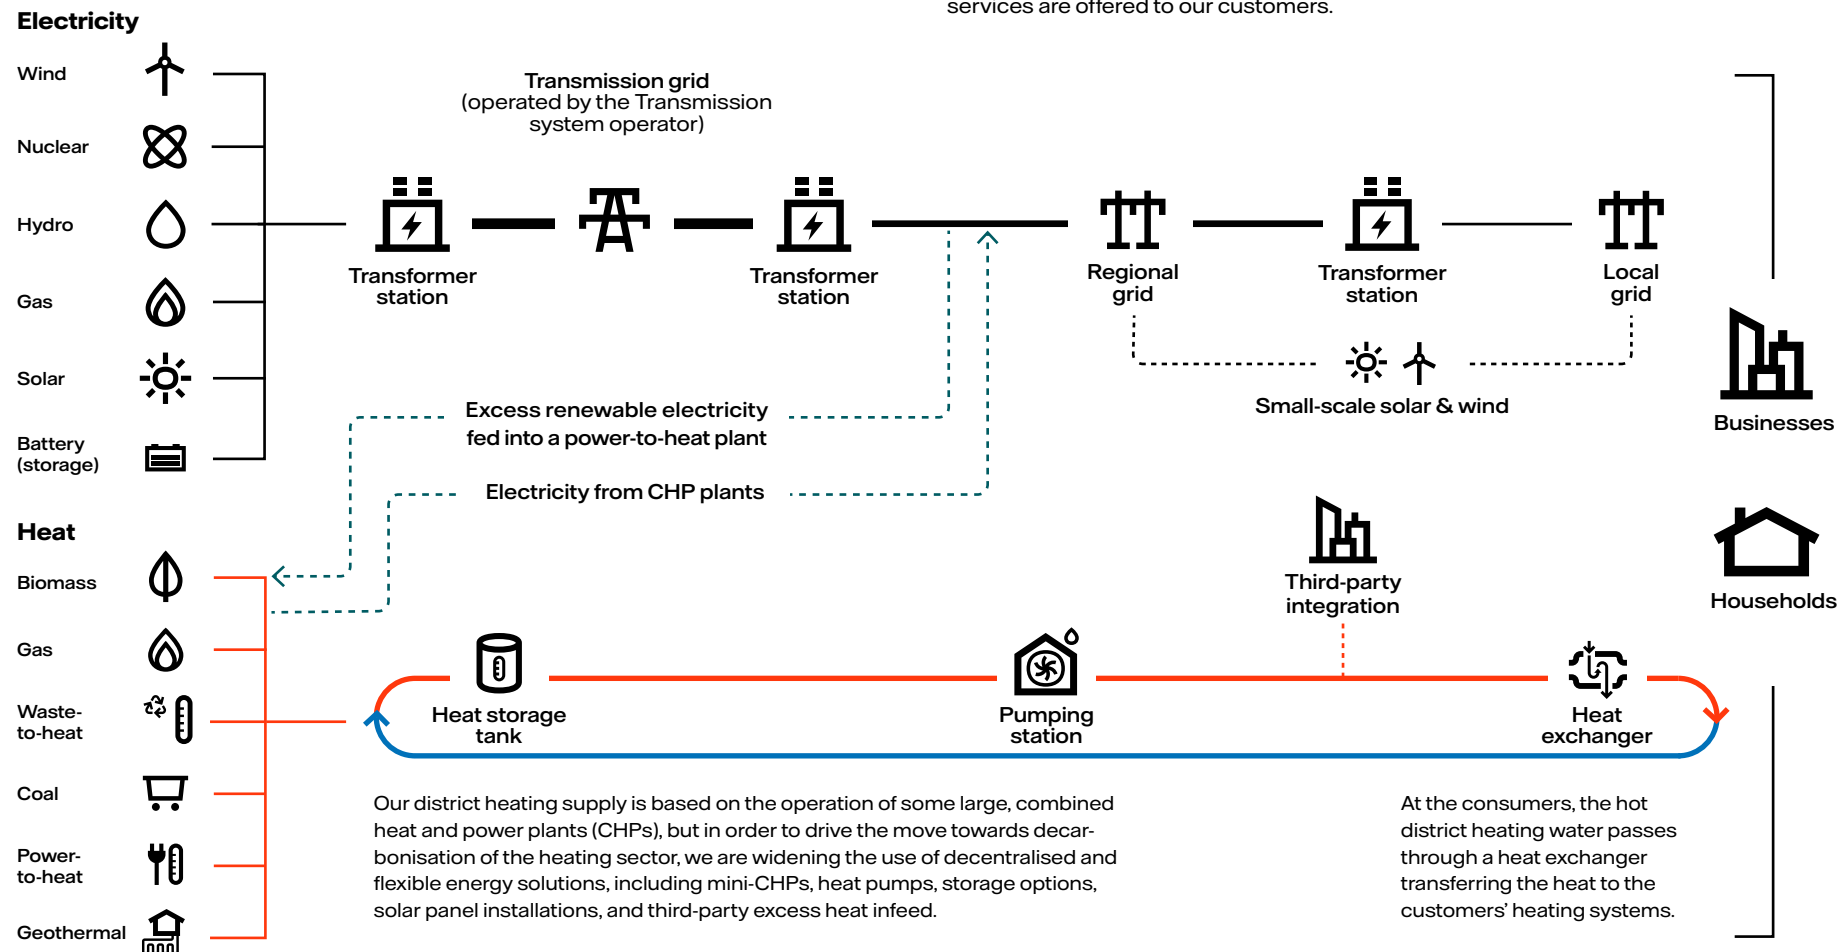 services are offered to our customers.
Electricity
Wind
Nuclear
Hydro
Gas
Solar
Battery
(storage)
Transmission grid
(operated by the Transmission
system operator)
Transformer
station
Transformer
station
Regional
grid
Transformer
station
Local
grid
Small-scale solar & wind
Excess renewable electricity
fed into a power-to-heat plant
Electricity from CHP plants
Businesses
Households
Heat
Biomass
Gas
Waste-
to-heat
Coal
Power-
to-heat
Geothermal
Third-party
integration
Heat storage
tank
Pumping
station
Heat
exchanger
Our district heating supply is based on the operation of some large, combined
heat and power plants (CHPs), but in order to drive the move towards decar-
bonisation of the heating sector, we are widening the use of decentralised and
flexible energy solutions, including mini-CHPs, heat pumps, storage options,
solar panel installations, and third-party excess heat infeed.
At the consumers, the hot
district heating water passes
through a heat exchanger
transferring the heat to the
customers' heating systems.